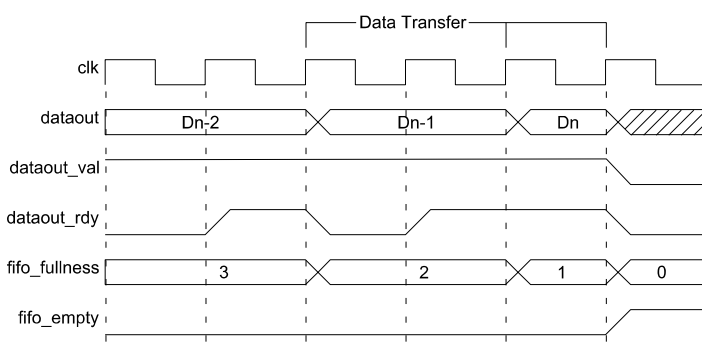 Data Transfer
clk
dataout Dn-2 Dn-1 Dn
dataout_val
dataout_rdy
fifo_fullness 3 2 1 0
fifo_empty